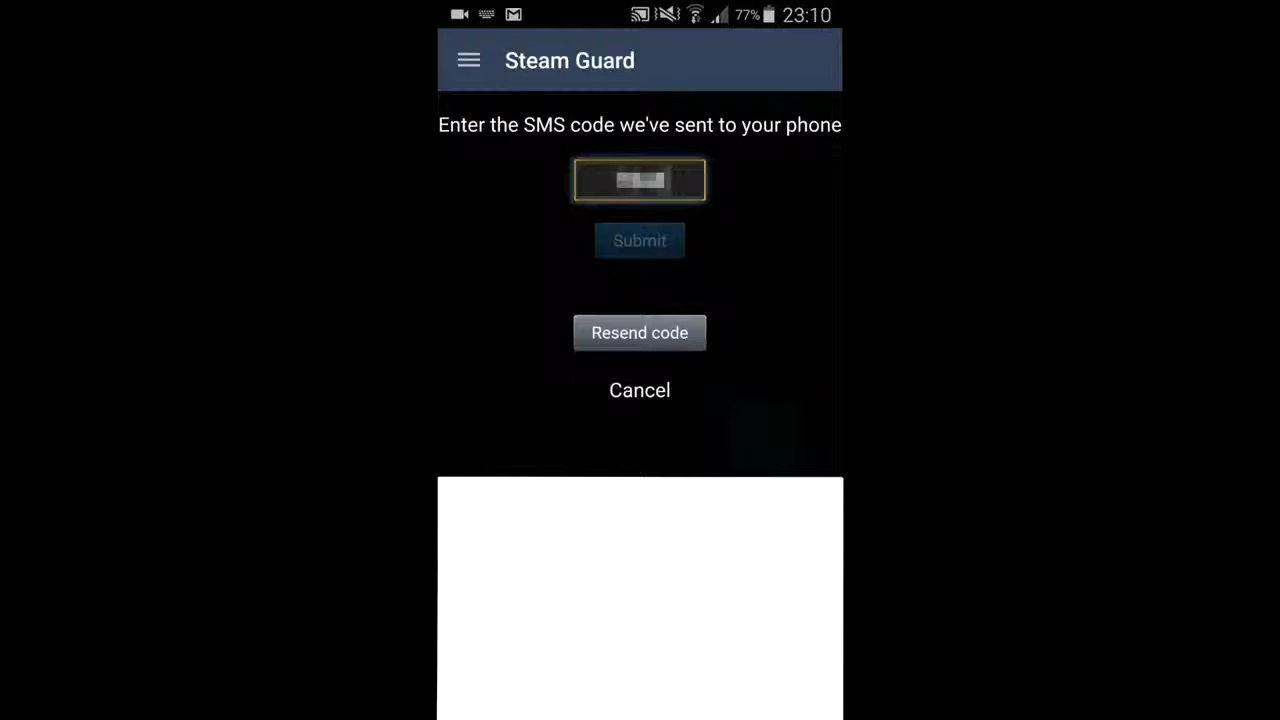 77% 23:10
Steam Guard
Enter the SMS code we've sent to your phone
Submit
Resend code
Cancel